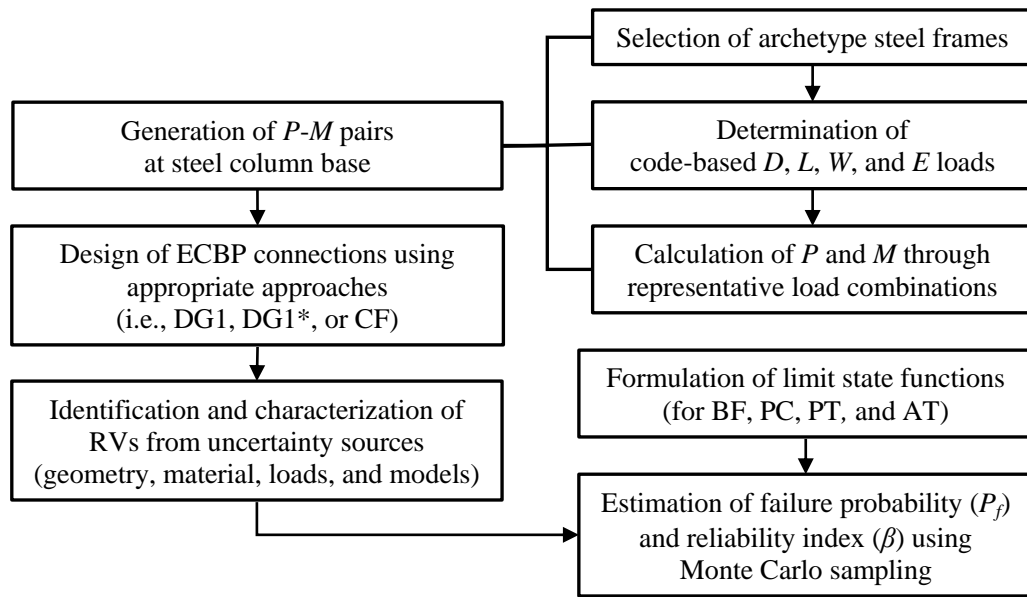 Generation of P-M pairs
at steel column base
Design of ECBP connections using
appropriate approaches
(i.e., DG1, DG1*, or CF)
Identification and characterization of
RVs from uncertainty sources
(geometry, material, loads, and models)
Selection of archetype steel frames
Determination of
code-based D, L, W, and E loads
Calculation of P and M through
representative load combinations
Formulation of limit state functions
(for BF, PC, PT, and AT)
Estimation of failure probability (Pf)
and reliability index (β) using
Monte Carlo sampling